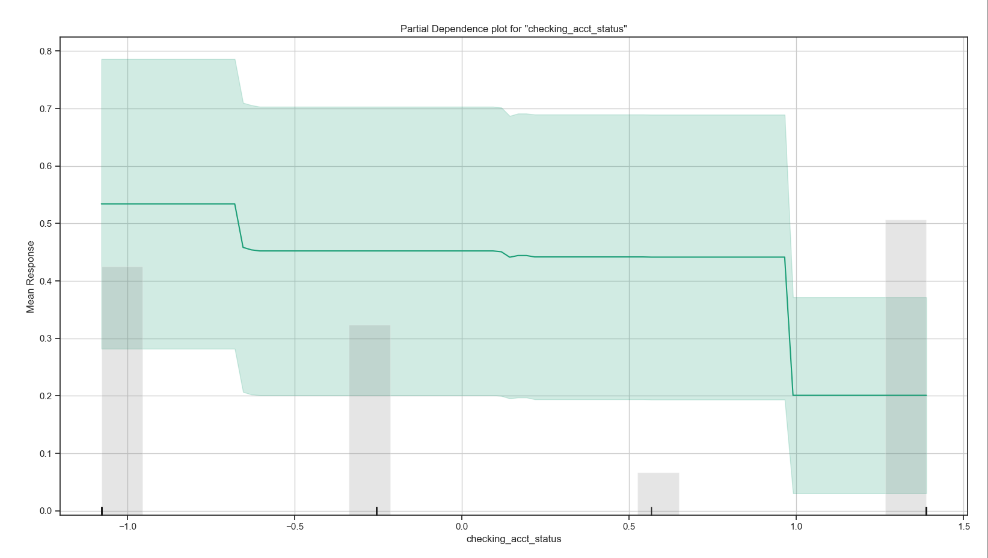 Partial Dependence plot for "checking_acct_status"
Mean Response
0.8
0.7
0.6
0.5
0.4
0.3
0.2
0.1
0.0
−1.0 −0.5 0.0 0.5 1.0 1.5
checking_acct_status